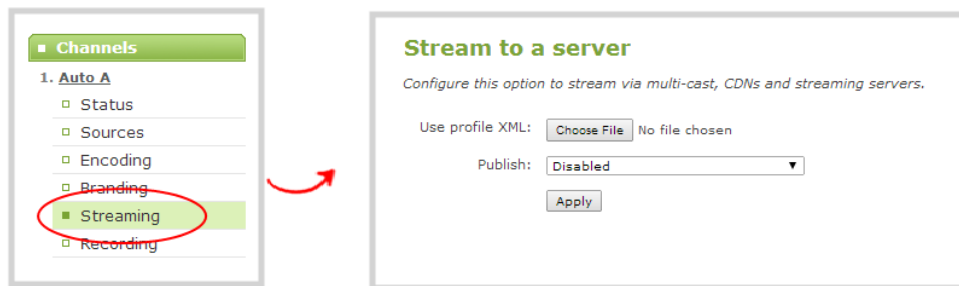 Channels
1. Auto A
Status
Sources
Encoding
Branding
Streaming
Recording
Stream to a server
Configure this option to stream via multi-cast, CDNs and streaming servers.
Use profile XML: Choose File No file chosen
Publish: Disabled
Apply